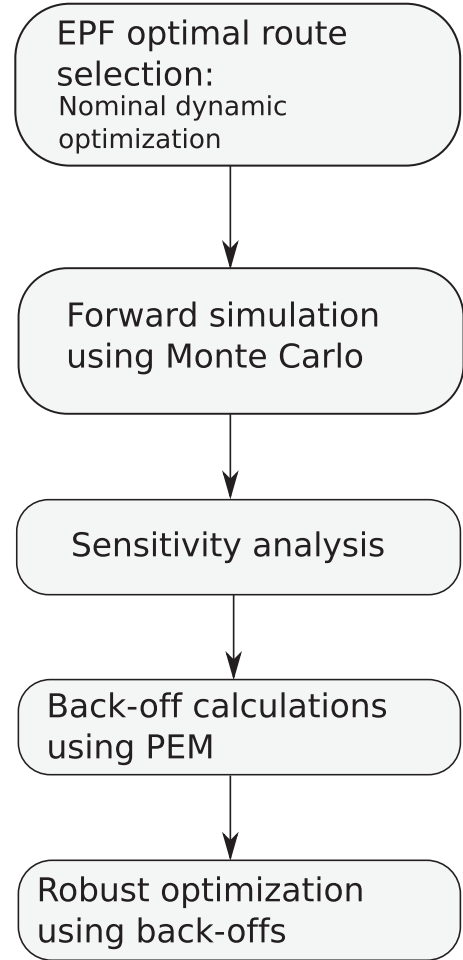 EPF optimal route
selection:
Nominal dynamic
optimization
Forward simulation
using Monte Carlo
Sensitivity analysis
Back-off calculations
using PEM
Robust optimization
using back-offs